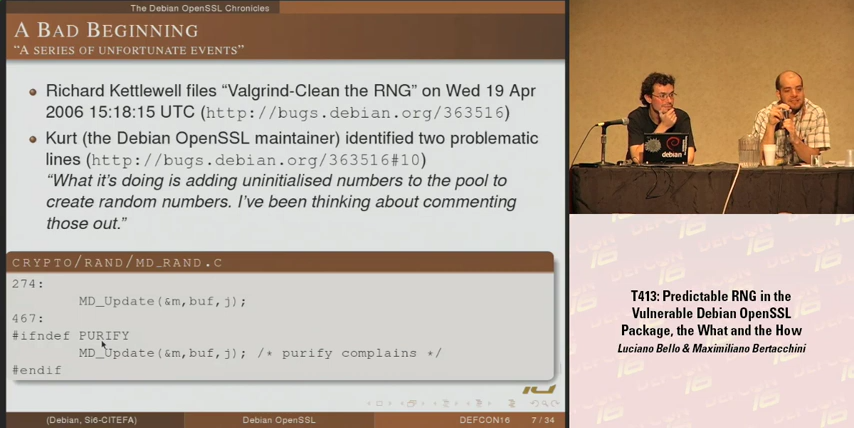 The Debian OpenSSL Chronicles
A BAD BEGINNING
"A SERIES OF UNFORTUNATE EVENTS"
Richard Kettlewell files “Valgrind-Clean the RNG” on Wed 19 Apr
2006 15:18:15 UTC (http://bugs.debian.org/363516)
Kurt (the Debian OpenSSL maintainer) identified two problematic
lines (http://bugs.debian.org/363516#10)
“What it's doing is adding uninitialised numbers to the pool to
create random numbers. I've been thinking about commenting
those out.”
CRYPTO/RAND/MD_RAND.C
274:
MD_Update(&m,buf,j);
467:
#ifndef PURIFY
MD_Update(&m,buf,j); /* purify complains */
#endif
(Debian, Si6-CITEFA)
Debian OpenSSL
DEFCON16
7 / 34
debian
T413: Predictable RNG in the
Vulnerable Debian OpenSSL
Package, the What and the How
Luciano Bello & Maximiliano Bertacchini